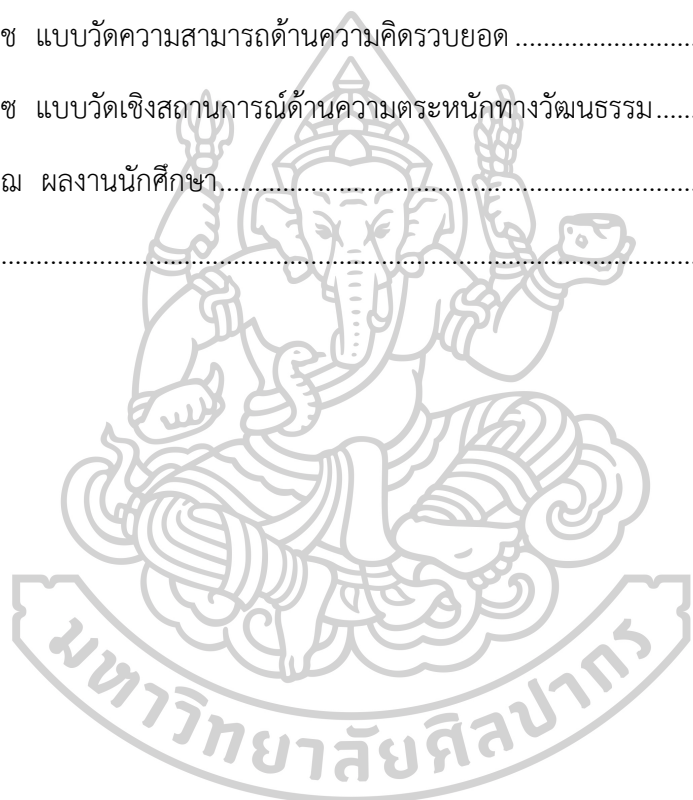 ช แบบวัดความสามารถด้านความคิดรวบยอด ........................
ซ แบบวัดเชิงสถานการณ์ด้านความตระหนักทางวัฒนธรรม ......
ฌ ผลงานนักศึกษา....................................................................
....................................................................................................
มหาวิทยาลัยศิลปากร